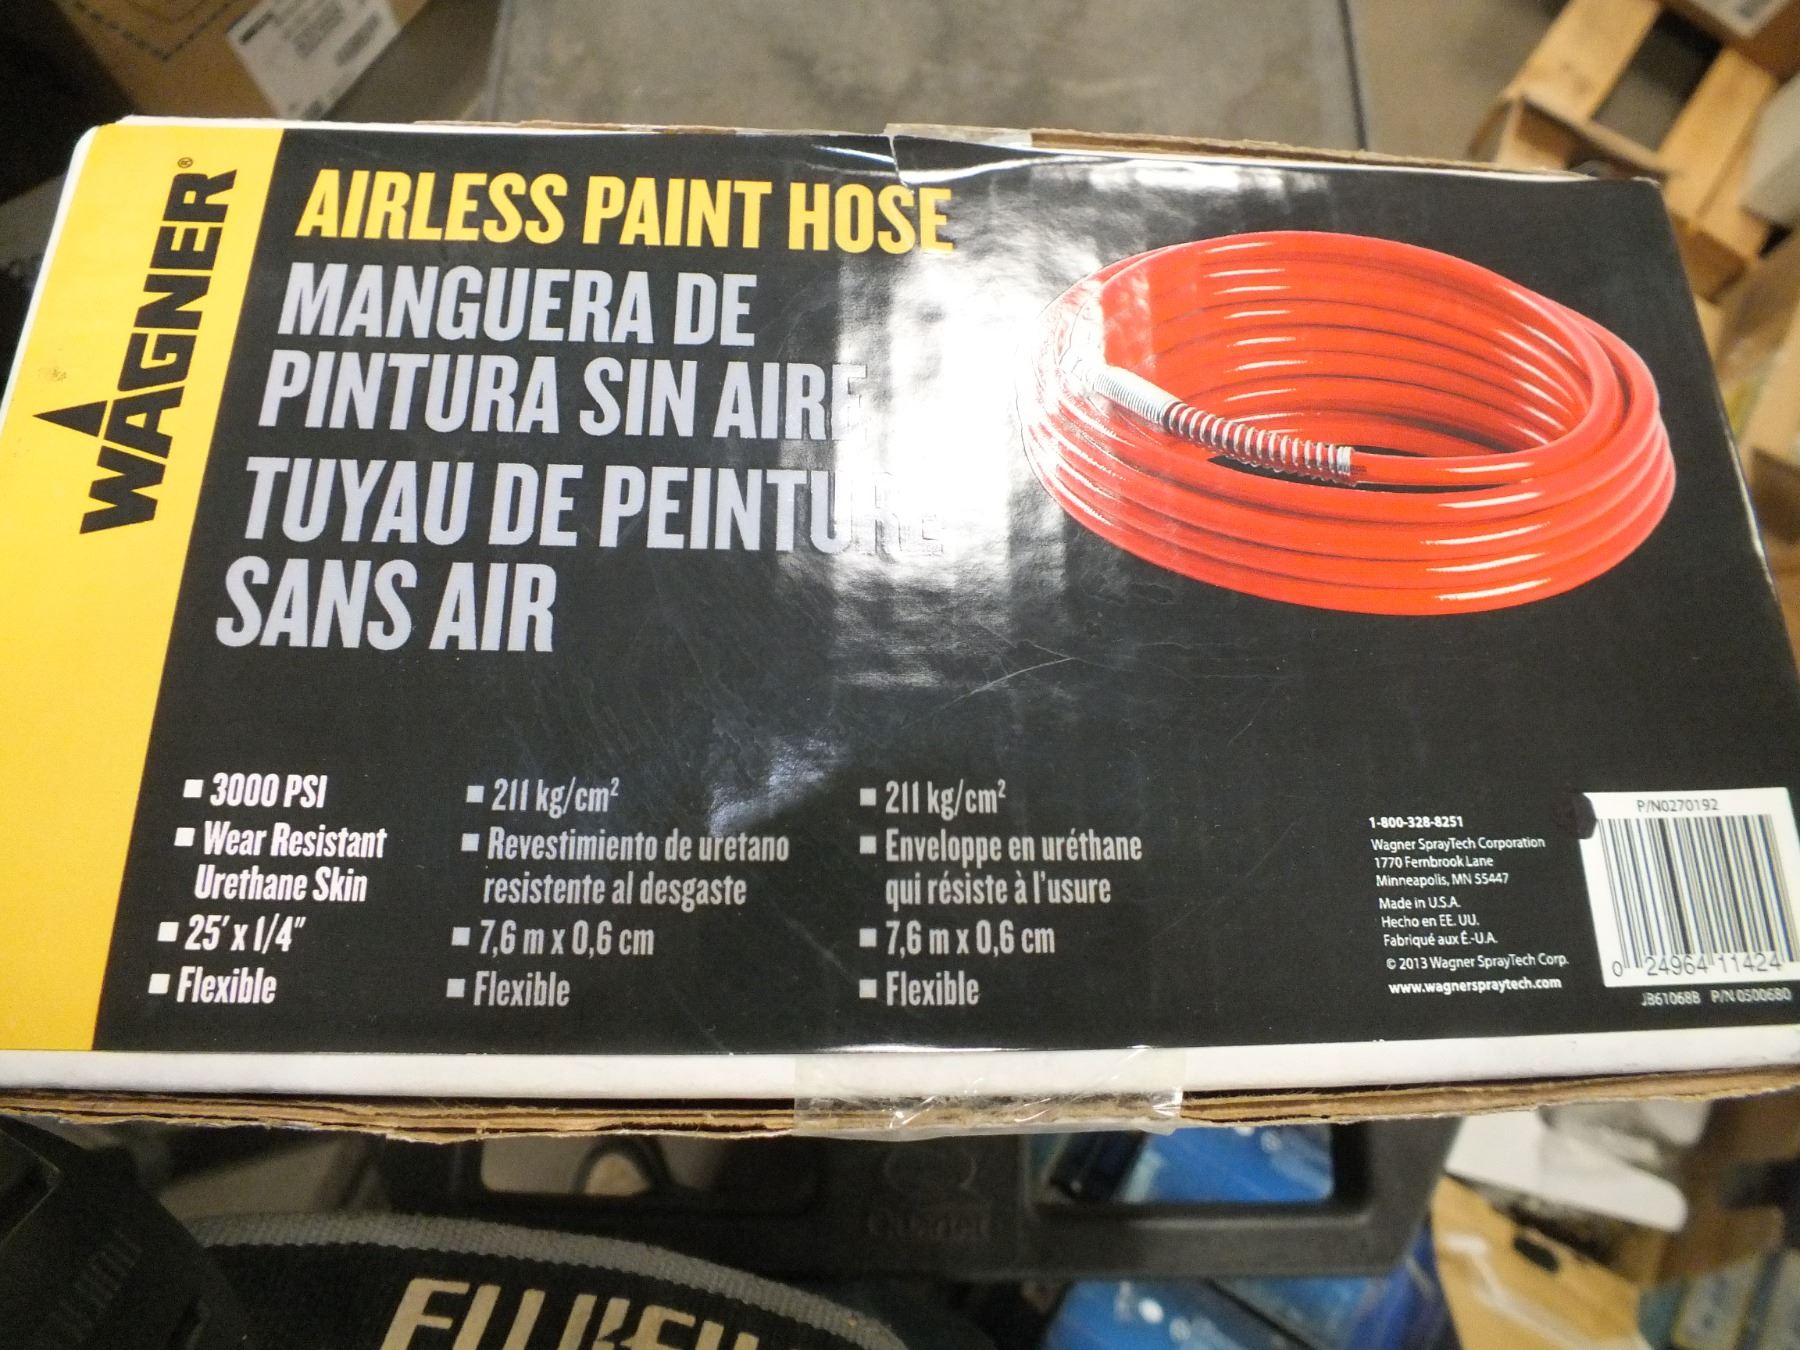 WAGNER®
AIRLESS PAINT HOSE
MANGUERA DE
PINTURA SIN AIRE
TUYAU DE PEINTURE
SANS AIR
▪ 3000 PSI
▪ Wear Resistant
Urethane Skin
▪ 25' x 1/4"
▪ Flexible
▪ 211 kg/cm²
▪ Revestimiento de uretano
resistente al desgaste
▪ 7,6 m x 0,6 cm
▪ Flexible
▪ 211 kg/cm²
▪ Enveloppe en uréthane
qui résiste à l'usure
▪ 7,6 m x 0,6 cm
▪ Flexible
1-800-328-8251
Wagner SprayTech Corporation
1770 Fernbrook Lane
Minneapolis, MN 55447
Made in U.S.A.
Hecho en EE. UU.
Fabriqué aux É.-U.A.
© 2013 Wagner SprayTech Corp.
www.wagnerspraytech.com
P/N0270192
0 24964 11424
JB61068B P/N 0500680